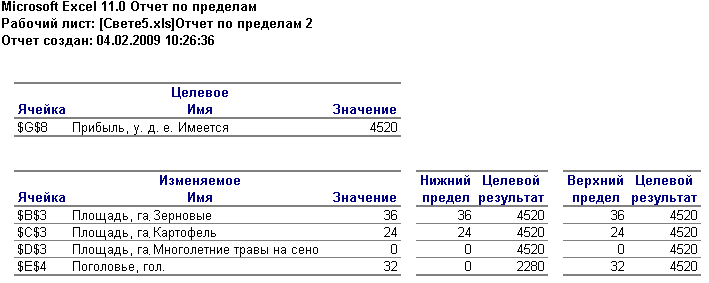 Microsoft Excel 11.0 Отчет по пределам
Рабочий лист: [Свете5.xls]Отчет по пределам 2
Отчет создан: 04.02.2009 10:26:36
Целевое
Ячейка Имя Значение
$G$8 Прибыль, у. д. е. Имеется 4520
Изменяемое Нижний Целевой Верхний Целевой
Ячейка Имя Значение предел результат предел результат
$B$3 Площадь, га Зерновые 36 36 4520 36 4520
$C$3 Площадь, га Картофель 24 24 4520 24 4520
$D$3 Площадь, га Многолетние травы на сено 0 0 4520 0 4520
$E$4 Поголовье, гол. 32 0 2280 32 4520